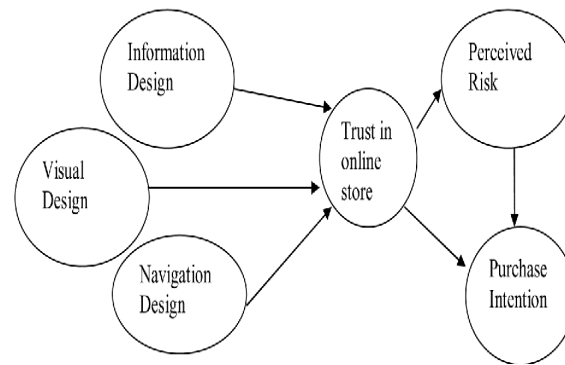 Information
Design
Visual
Design
Navigation
Design
Trust in
online
store
Perceived
Risk
Purchase
Intention